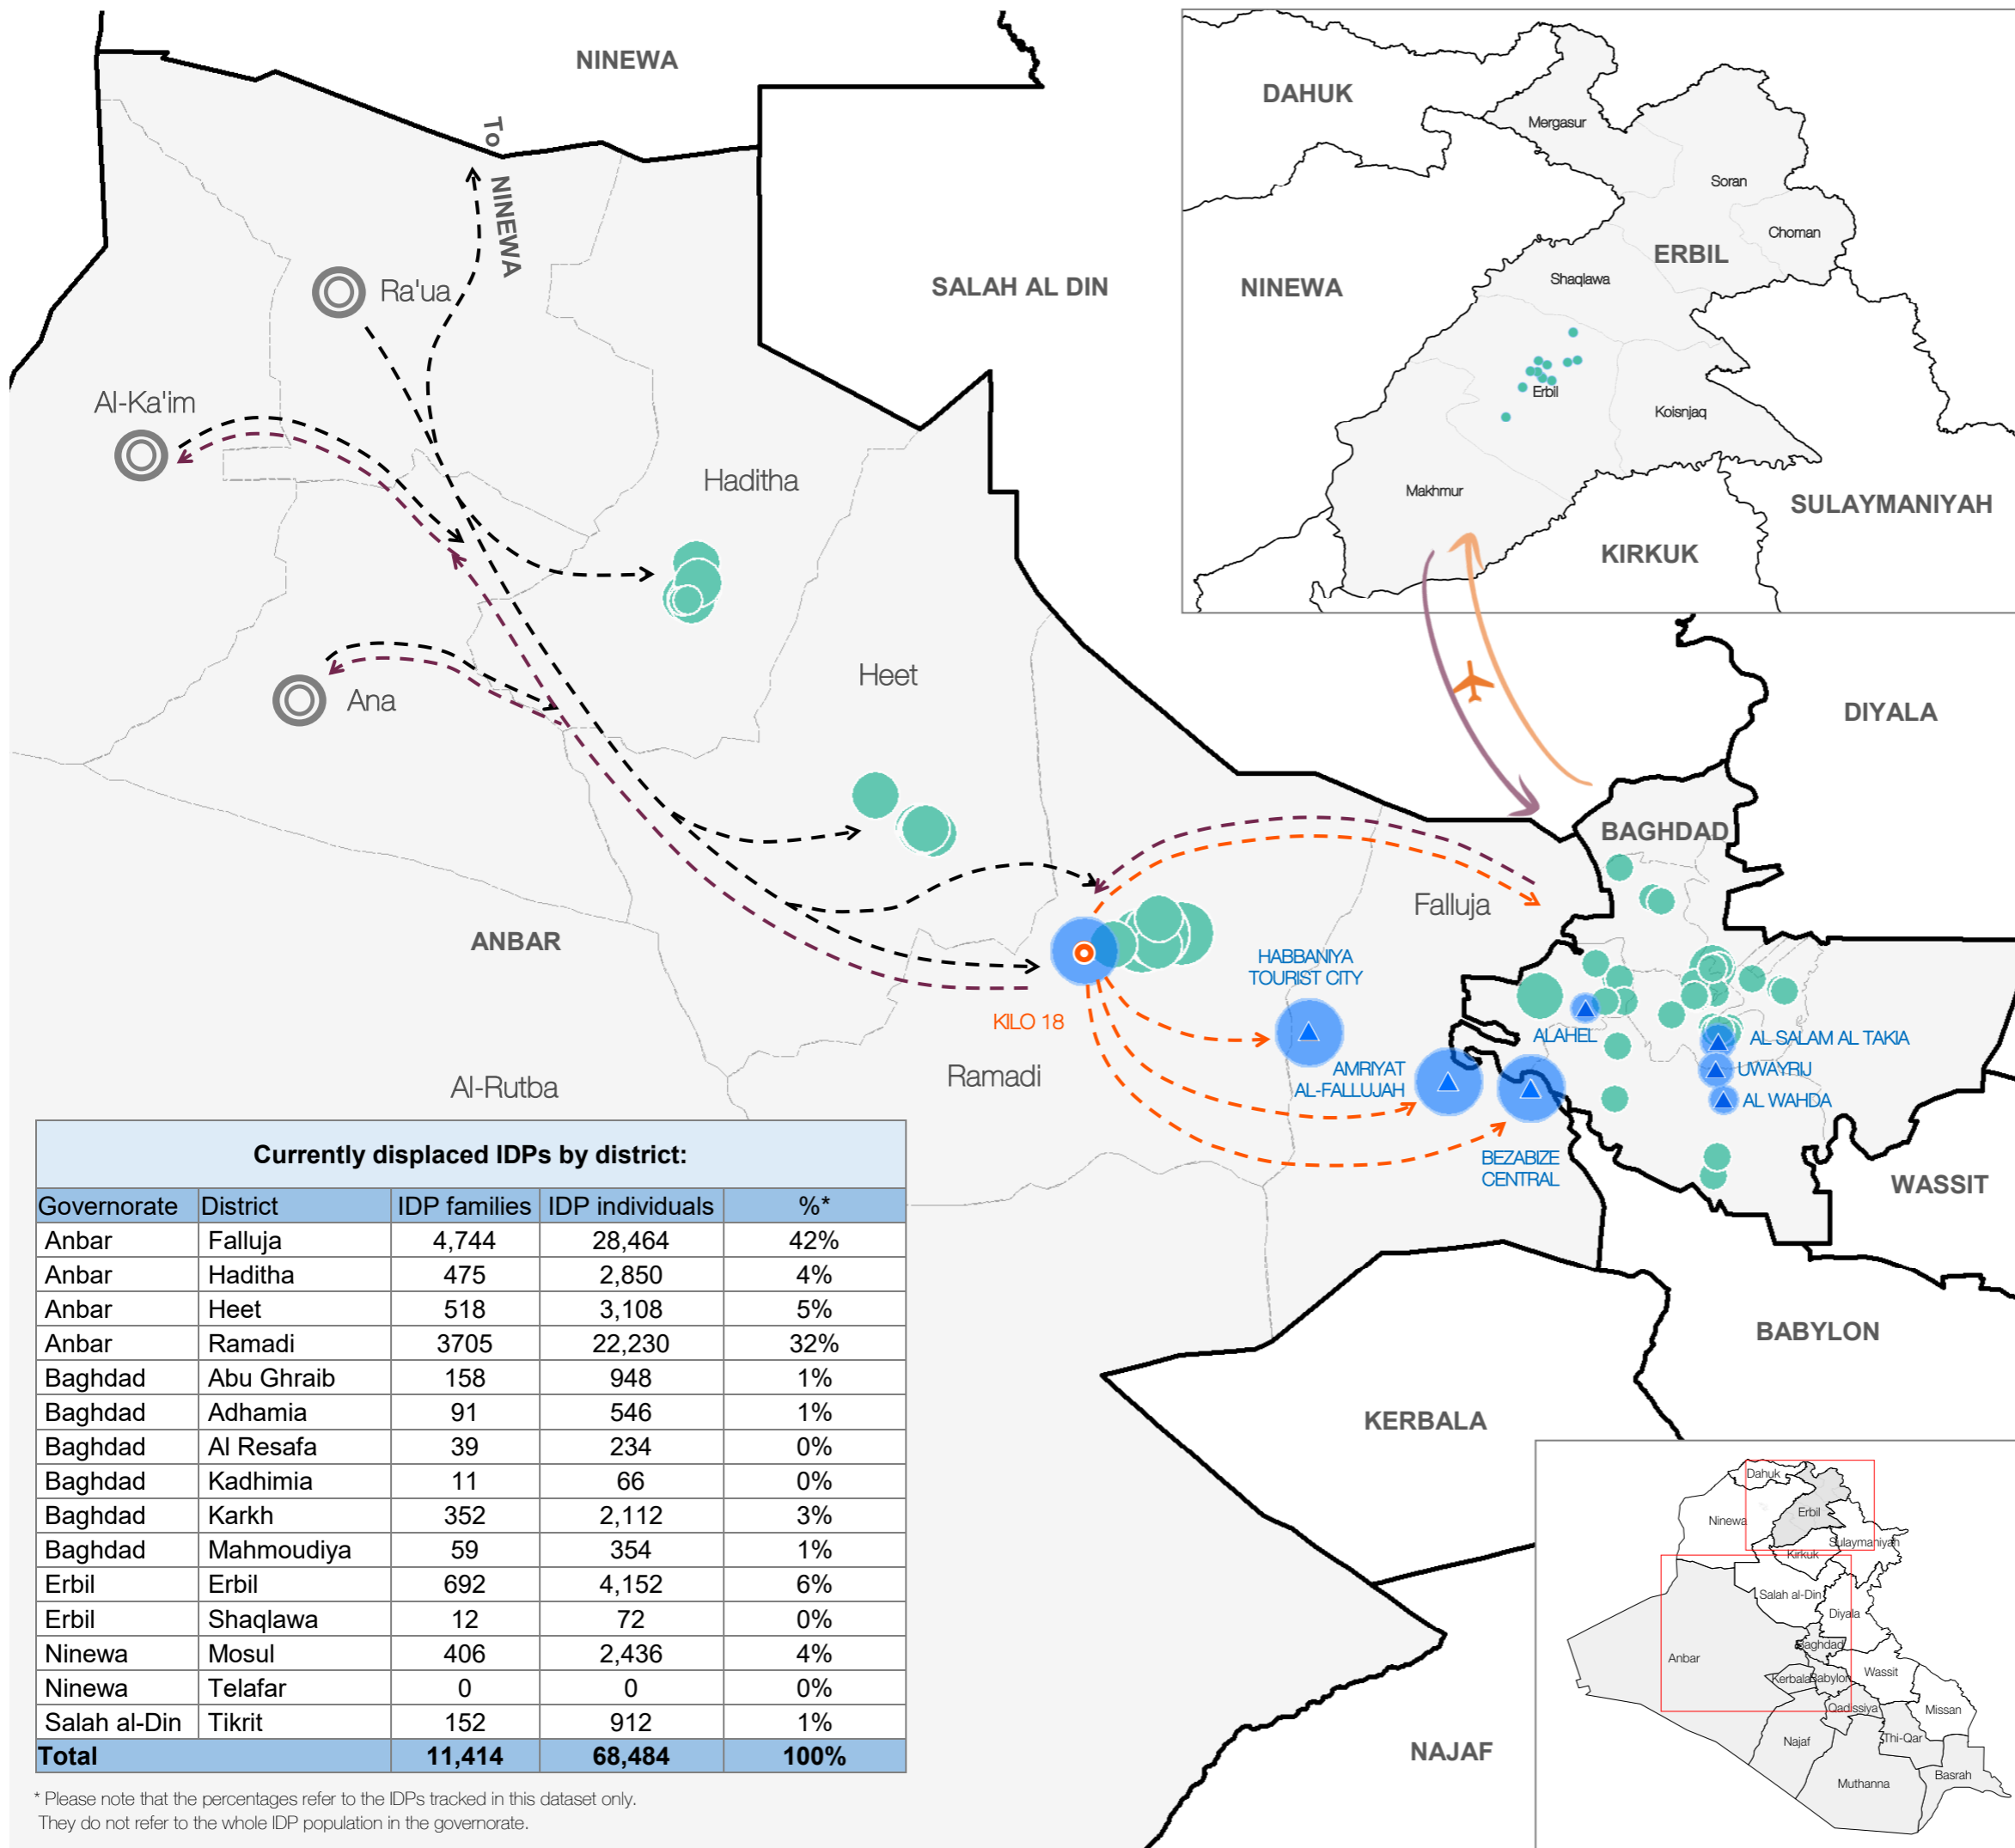 NINEWA
To NINEWA
SALAH AL DIN
Ra'ua
Al-Ka'im
Haditha
Ana
Heet
ANBAR
Falluja
Ramadi
Al-Rutba
KILO 18
HABBANIYA
TOURIST CITY
AMRIYAT
AL-FALLUJAH
BEZABIZE
CENTRAL
BAGHDAD
ALAHEL
AL SALAM AL TAKIA
UWAYRIJ
AL WAHDA
DIYALA
WASSIT
BABYLON
KERBALA
NAJAF
DAHUK
NINEWA
Mergasur
Soran
Choman
ERBIL
Shaqlawa
Erbil
Koisnjaq
Makhmur
SULAYMANIYAH
KIRKUK
Currently displaced IDPs by district:
Governorate District IDP families IDP individuals %*
Anbar Falluja 4,744 28,464 42%
Anbar Haditha 475 2,850 4%
Anbar Heet 518 3,108 5%
Anbar Ramadi 3705 22,230 32%
Baghdad Abu Ghraib 158 948 1%
Baghdad Adhamia 91 546 1%
Baghdad Al Resafa 39 234 0%
Baghdad Kadhimia 11 66 0%
Baghdad Karkh 352 2,112 3%
Baghdad Mahmoudiya 59 354 1%
Erbil Erbil 692 4,152 6%
Erbil Shaqlawa 12 72 0%
Ninewa Mosul 406 2,436 4%
Ninewa Telafar 0 0 0%
Salah al-Din Tikrit 152 912 1%
Total 11,414 68,484 100%
* Please note that the percentages refer to the IDPs tracked in this dataset only.
They do not refer to the whole IDP population in the governorate.
Dahuk
Ninewa
Erbil
Sulaymaniyah
Kirkuk
Salah al-Din
Diyala
Anbar
Baghdad
Kerbala
Babylon
Wassit
Qadissiya
Missan
Najaf
Thi-Qar
Muthanna
Basrah